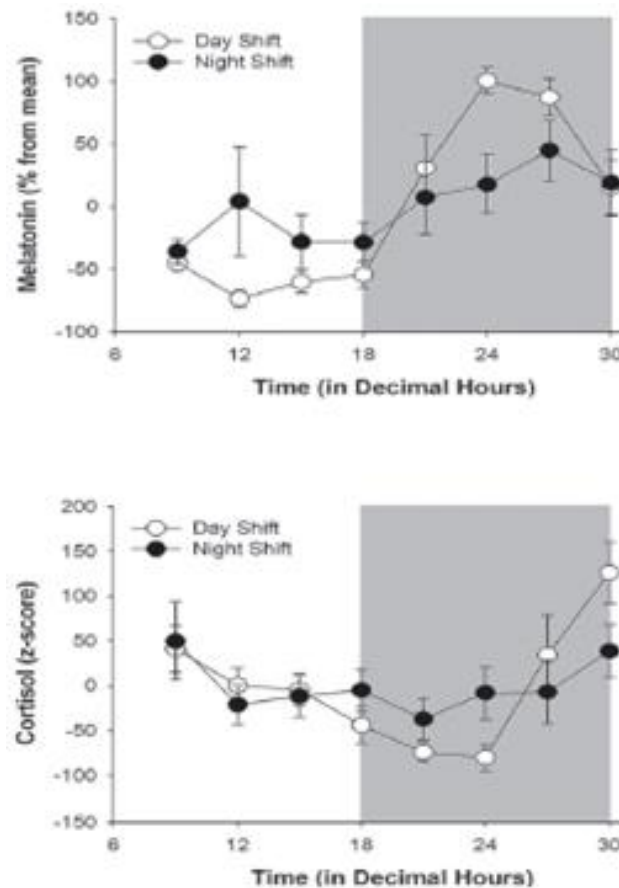 150
100
50
0
-50
-100
Melatonin (% from mean)
Day Shift
Night Shift
6 12 18 24 30
Time (in Decimal Hours)
200
150
100
50
0
-50
-100
-150
Cortisol (z-score)
Day Shift
Night Shift
6 12 18 24 30
Time (in Decimal Hours)